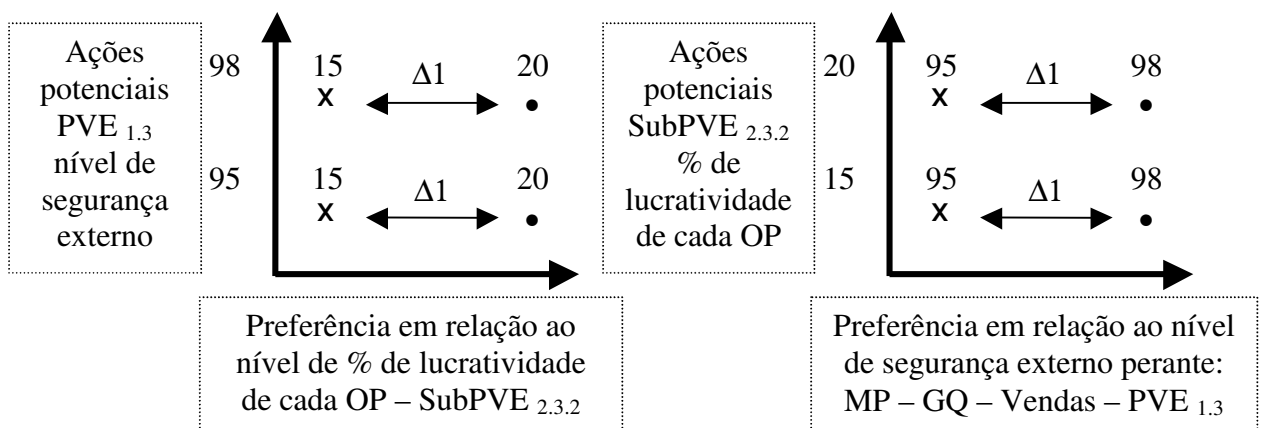 Ações
potenciais
PVE 1.3
nível de
segurança
externo
98
15
Δ1
20
x
•
95
15
Δ1
20
x
•
Preferência em relação ao
nível de % de lucratividade
de cada OP – SubPVE 2.3.2
Ações
potenciais
SubPVE 2.3.2
% de
lucratividade
de cada OP
20
95
Δ1
98
x
•
15
95
Δ1
98
x
•
Preferência em relação ao nível
de segurança externo perante:
MP – GQ – Vendas – PVE 1.3